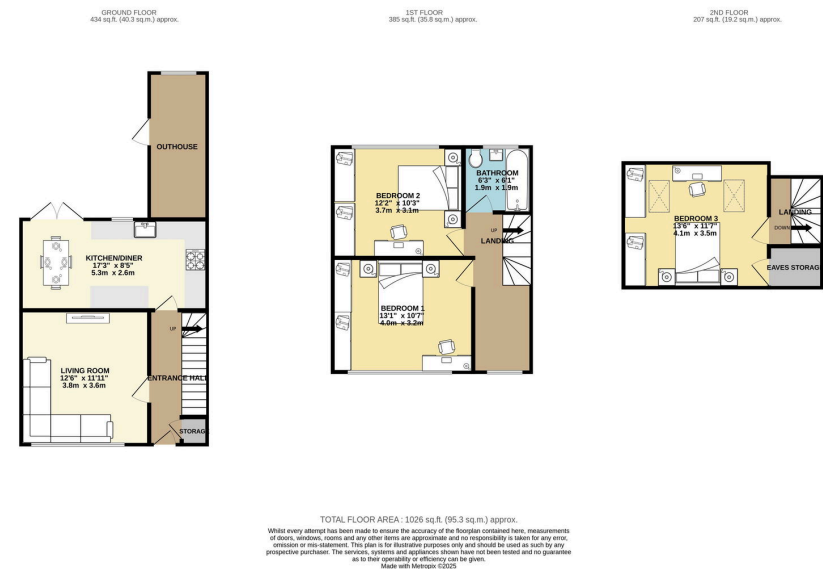 GROUND FLOOR
434 sq.ft. (40.3 sq.m.) approx.
OUTHOUSE
KITCHEN/DINER
17'3" x 8'5"
5.3m x 2.6m
UP
LIVING ROOM
12'6" x 11'11"
3.8m x 3.6m
ENTRANCE HALL
STORAGE
1ST FLOOR
385 sq.ft. (35.8 sq.m.) approx.
BEDROOM 2
12'2" x 10'3"
3.7m x 3.1m
BATHROOM
6'3" x 6'1"
1.9m x 1.9m
UP
LANDING
BEDROOM 1
13'1" x 10'7"
4.0m x 3.2m
2ND FLOOR
207 sq.ft. (19.2 sq.m.) approx.
BEDROOM 3
13'6" x 11'7"
4.1m x 3.5m
LANDING
DOWN
EAVES STORAGE
TOTAL FLOOR AREA : 1026 sq.ft. (95.3 sq.m.) approx.
Whilst every attempt has been made to ensure the accuracy of the floorplan contained here, measurements
of doors, windows, rooms and any other items are approximate and no responsibility is taken for any error,
omission or mis-statement. This plan is for illustrative purposes only and should be used as such by any
prospective purchaser. The services, systems and appliances shown have not been tested and no guarantee
as to their operability or efficiency can be given.
Made with Metropix ©2025